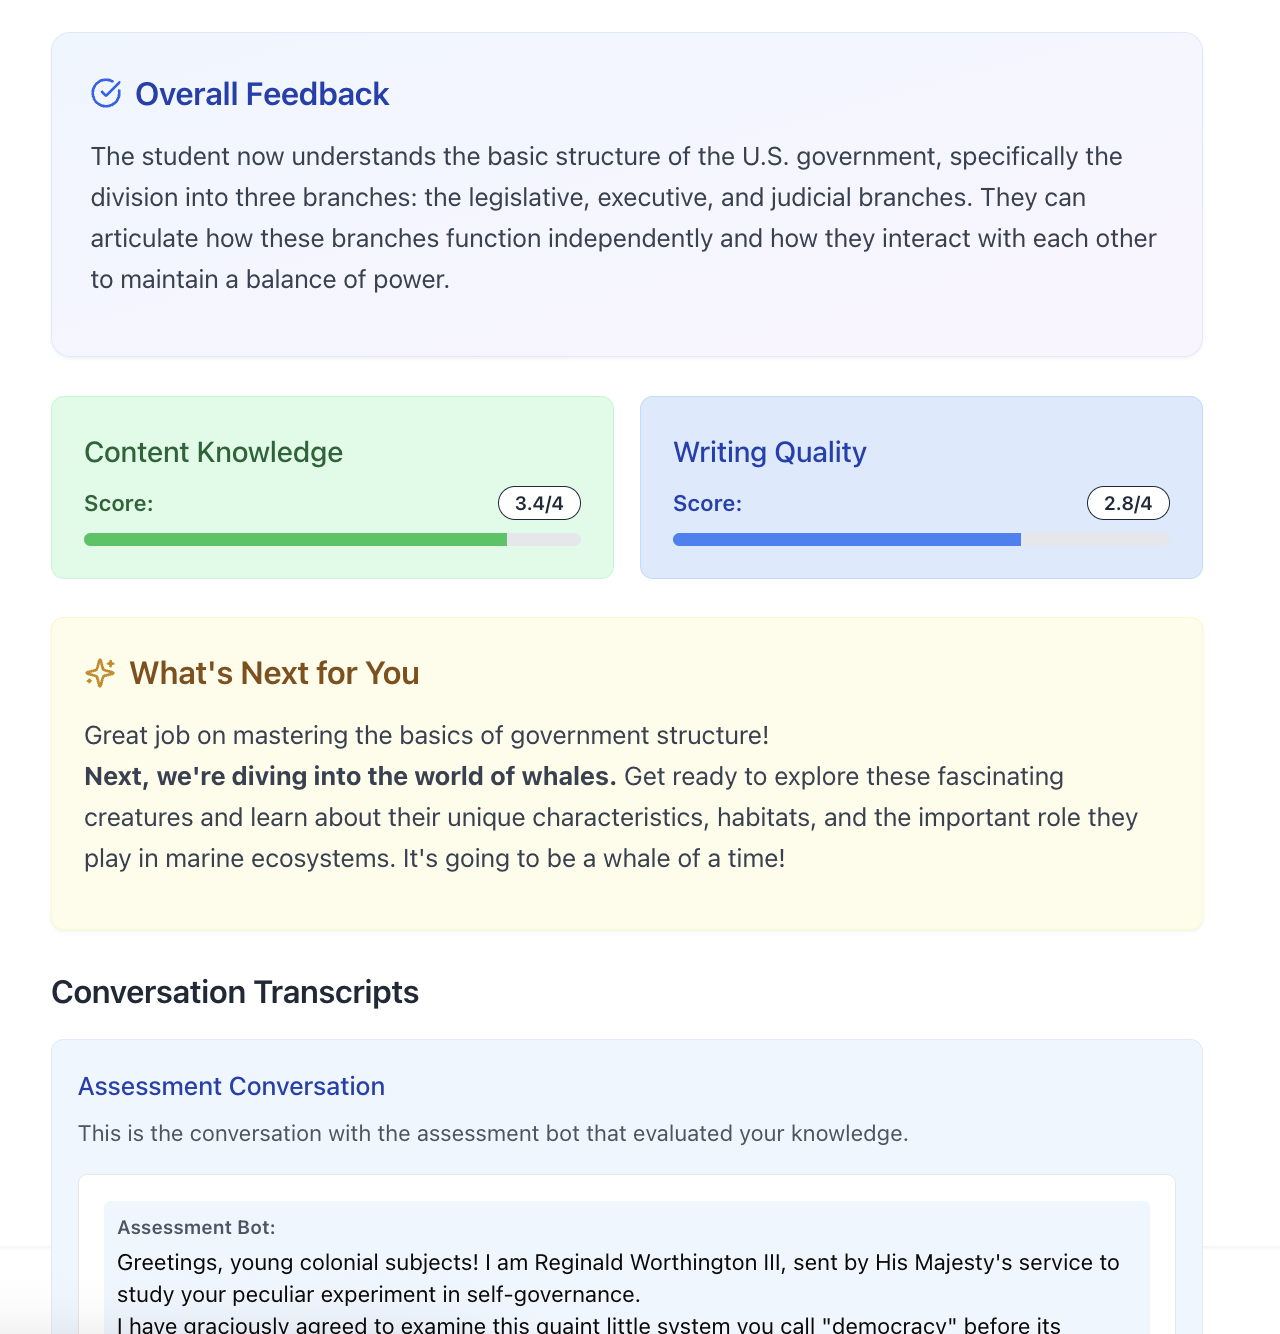 Overall Feedback
The student now understands the basic structure of the U.S. government, specifically the
division into three branches: the legislative, executive, and judicial branches. They can
articulate how these branches function independently and how they interact with each other
to maintain a balance of power.
Content Knowledge
Score:
3.4/4
Writing Quality
Score:
2.8/4
What's Next for You
Great job on mastering the basics of government structure!
Next, we're diving into the world of whales. Get ready to explore these fascinating
creatures and learn about their unique characteristics, habitats, and the important role they
play in marine ecosystems. It's going to be a whale of a time!
Conversation Transcripts
Assessment Conversation
This is the conversation with the assessment bot that evaluated your knowledge.
Assessment Bot:
Greetings, young colonial subjects! I am Reginald Worthington III, sent by His Majesty's service to
study your peculiar experiment in self-governance.
I have graciously agreed to examine this quaint little system you call "democracy" before its